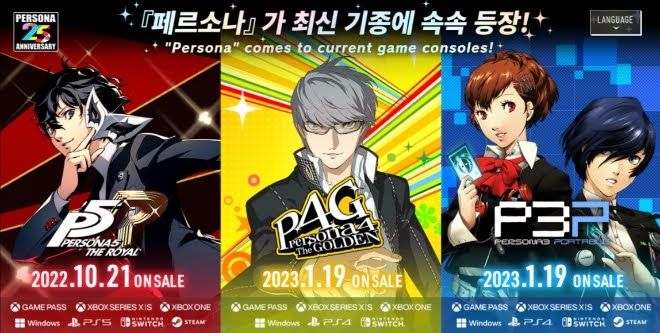 PERSONA
25th
ANNIVERSARY
『페르소나』가 최신 기종에 속속 등장!
"Persona" comes to current game consoles!
LANGUAGE
P5R
PERSONA5
THE ROYAL
2022.10.21 ON SALE
GAME PASS XBOX SERIES X|S XBOX ONE
Windows PS5 NINTENDO SWITCH. STEAM
P4G
Persona4
The GOLDEN
2023.1.19 ON SALE
GAME PASS XBOX SERIES X|S XBOX ONE
Windows PS4 NINTENDO SWITCH. STEAM
P3P
PERSONA3 PORTABLE
2023.1.19 ON SALE
GAME PASS XBOX SERIES X|S XBOX ONE
Windows PS4 NINTENDO SWITCH. STEAM